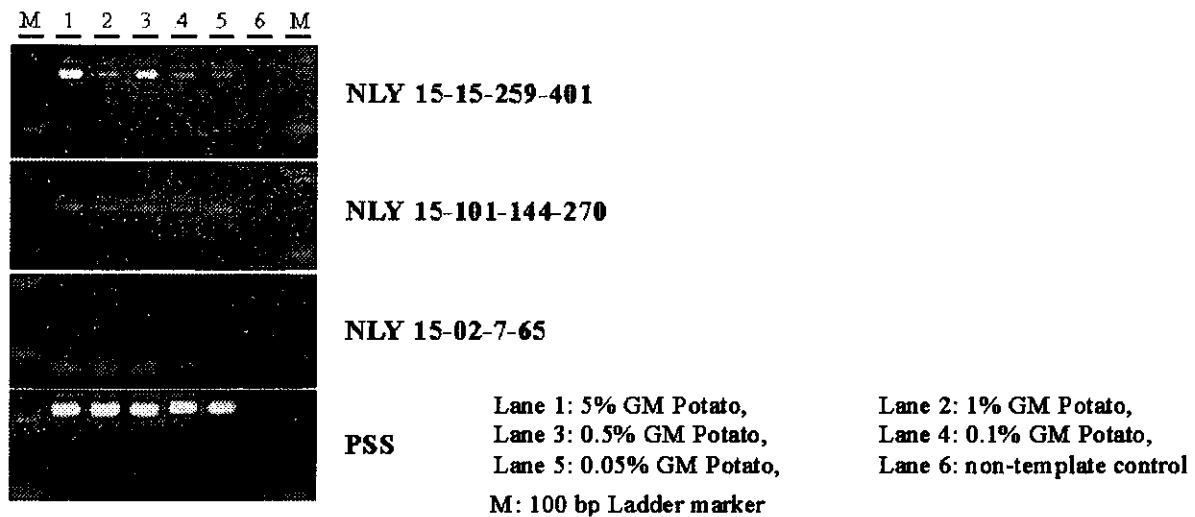 M 1 2 3 4 5 6 M
NLY 15-15-259-401
NLY 15-101-144-270
NLY 15-02-7-65
PSS
Lane 1: 5% GM Potato, Lane 2: 1% GM Potato,
Lane 3: 0.5% GM Potato, Lane 4: 0.1% GM Potato,
Lane 5: 0.05% GM Potato, Lane 6: non-template control
M: 100 bp Ladder marker